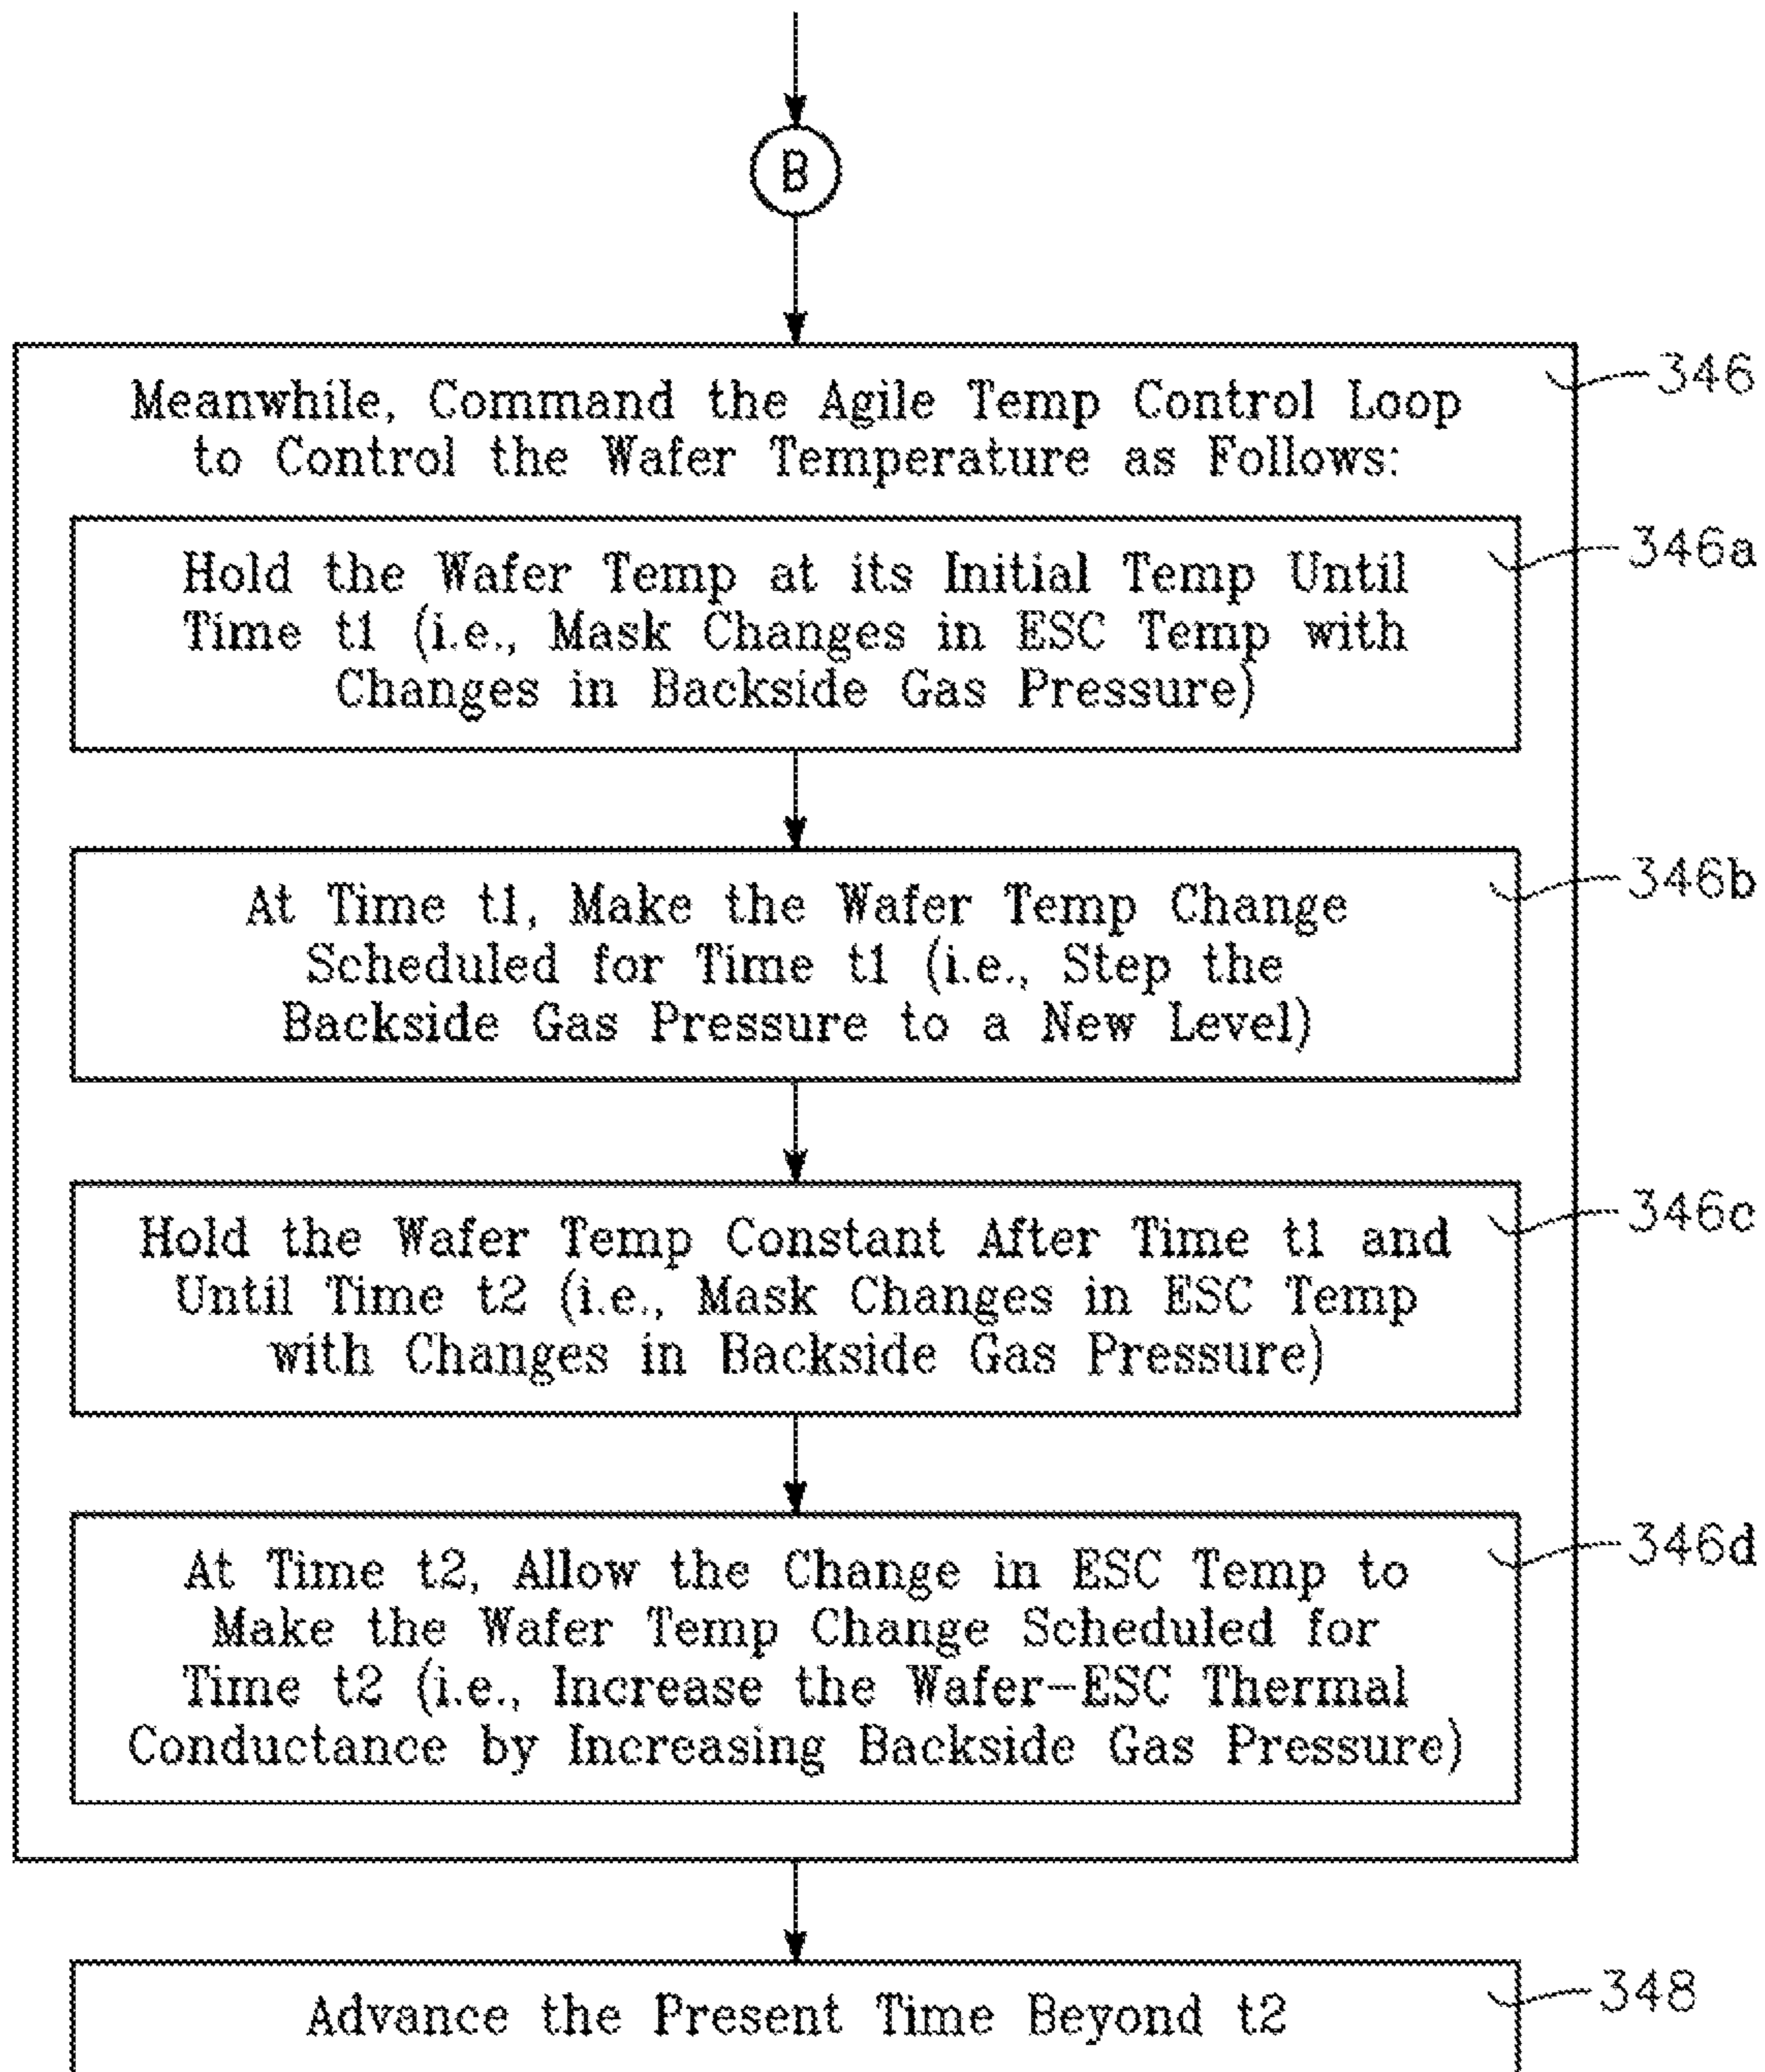 B
Meanwhile, Command the Agile Temp Control Loop
to Control the Wafer Temperature as Follows:
346
Hold the Wafer Temp at its Initial Temp Until
Time t1 (i.e., Mask Changes in ESC Temp with
Changes in Backside Gas Pressure)
346a
At Time t1, Make the Wafer Temp Change
Scheduled for Time t1 (i.e., Step the
Backside Gas Pressure to a New Level)
346b
Hold the Wafer Temp Constant After Time t1 and
Until Time t2 (i.e., Mask Changes in ESC Temp
with Changes in Backside Gas Pressure)
346c
At Time t2, Allow the Change in ESC Temp to
Make the Wafer Temp Change Scheduled for
Time t2 (i.e., Increase the Wafer-ESC Thermal
Conductance by Increasing Backside Gas Pressure)
346d
Advance the Present Time Beyond t2
348